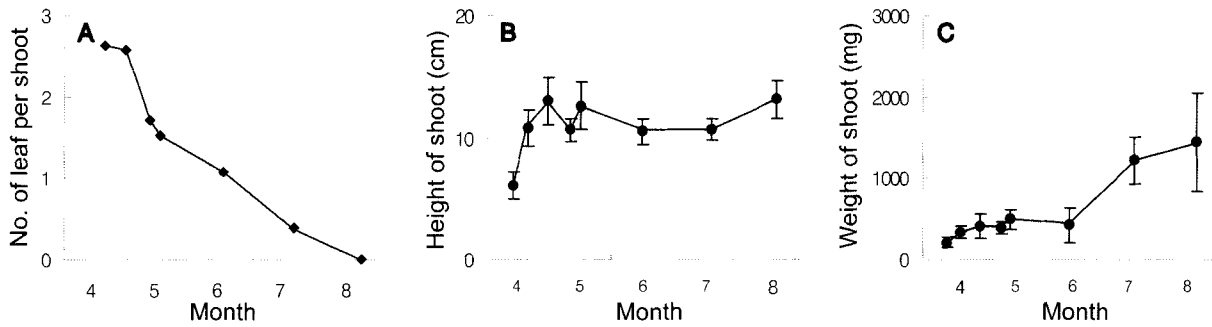 A
No. of leaf per shoot
3
2
1
0
4 5 6 7 8
Month
B
Height of shoot (cm)
20
10
0
4 5 6 7 8
Month
C
Weight of shoot (mg)
3000
2000
1000
0
4 5 6 7 8
Month